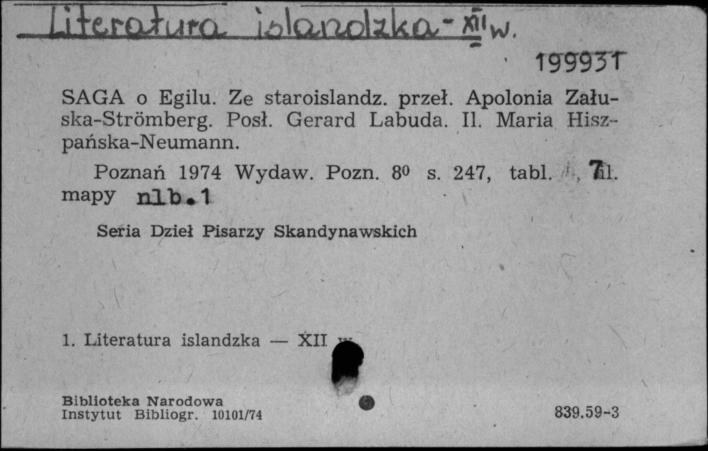 Literatura islandzka - XII w.
199931
SAGA o Egilu. Ze staroislandz. przeł. Apolonia Zału-
ska-Strömberg. Posł. Gerard Labuda. Il. Maria Hisz-
pańska-Neumann.
Poznań 1974 Wydaw. Pozn. 8⁰ s. 247, tabl. 7 il.
mapy nlb. 1
Seria Dzieł Pisarzy Skandynawskich
1. Literatura islandzka — XII w.
Biblioteka Narodowa
Instytut Bibliogr. 10101/74
839.59-3